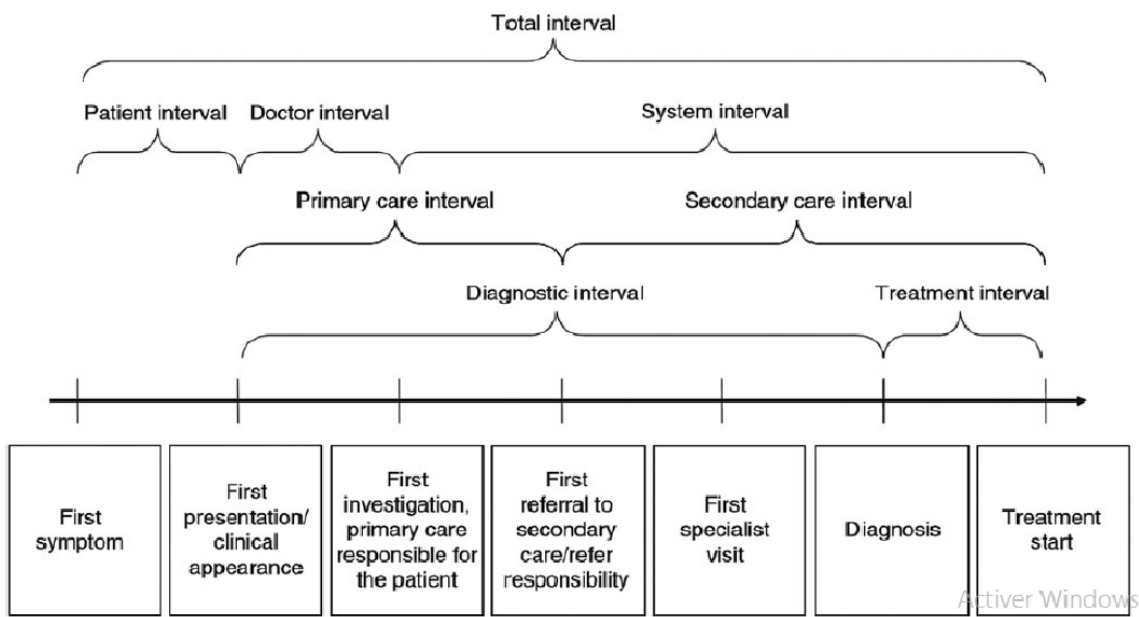 Total interval
Patient interval
Doctor interval
System interval
Primary care interval
Secondary care interval
Diagnostic interval
Treatment interval
First
symptom
First
presentation/
clinical
appearance
First
investigation,
primary care
responsible for
the patient
First
referral to
secondary
care/refer
responsibility
First
specialist
visit
Diagnosis
Treatment
start
Activer Windows